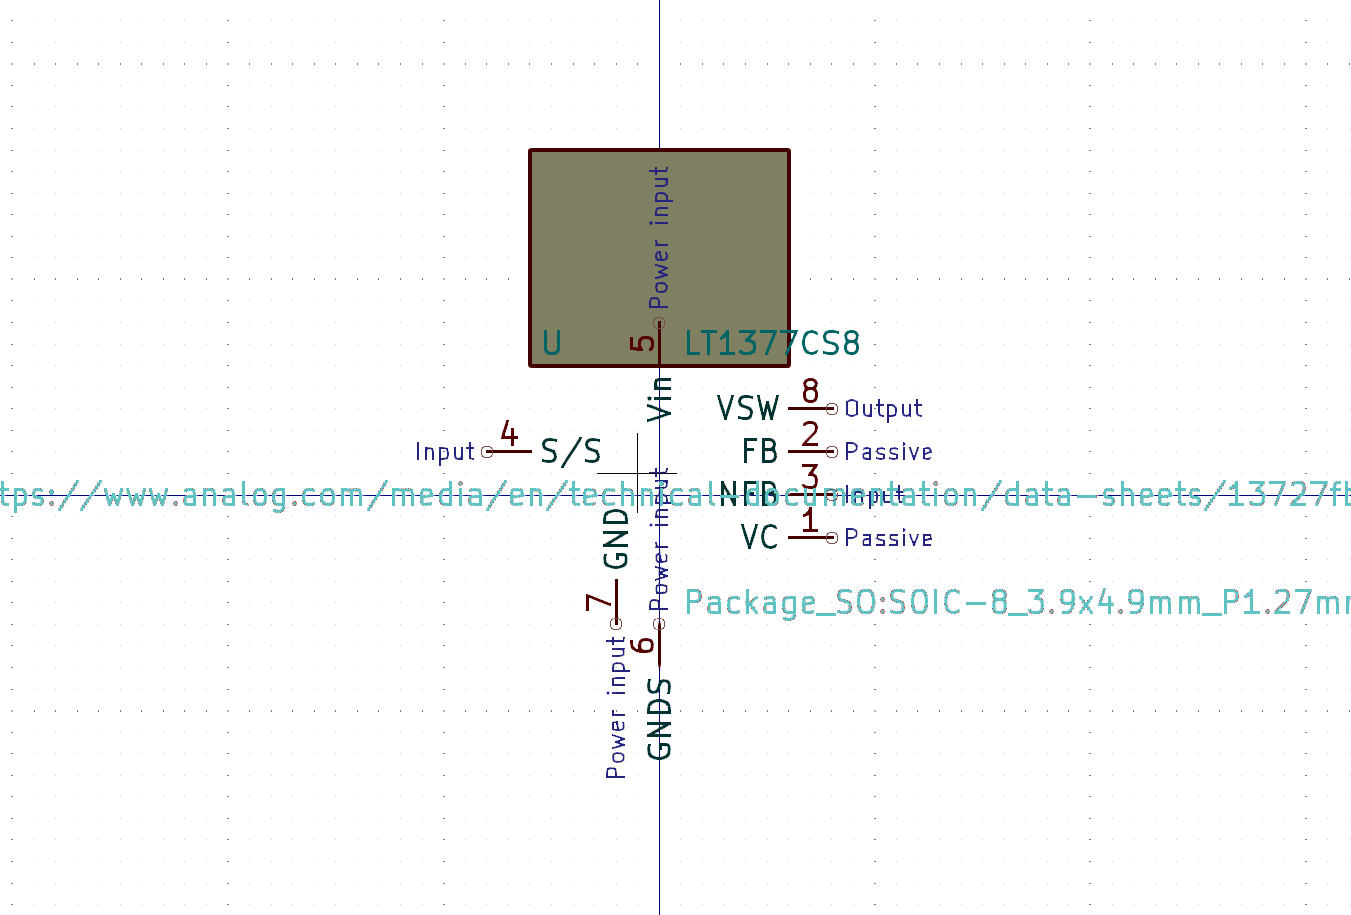 Power input
U
5
LT1377CS8
Vin
VSW
8
Output
Input
4
S/S
FB
2
Passive
tps://www.analog.com/media/en/technical-documentation/data-sheets/13727fb
NFB
3
Input
GND
Power input
VC
1
Passive
7
Package_SO:SOIC-8_3.9x4.9mm_P1.27mm
6
Power input
GNDS